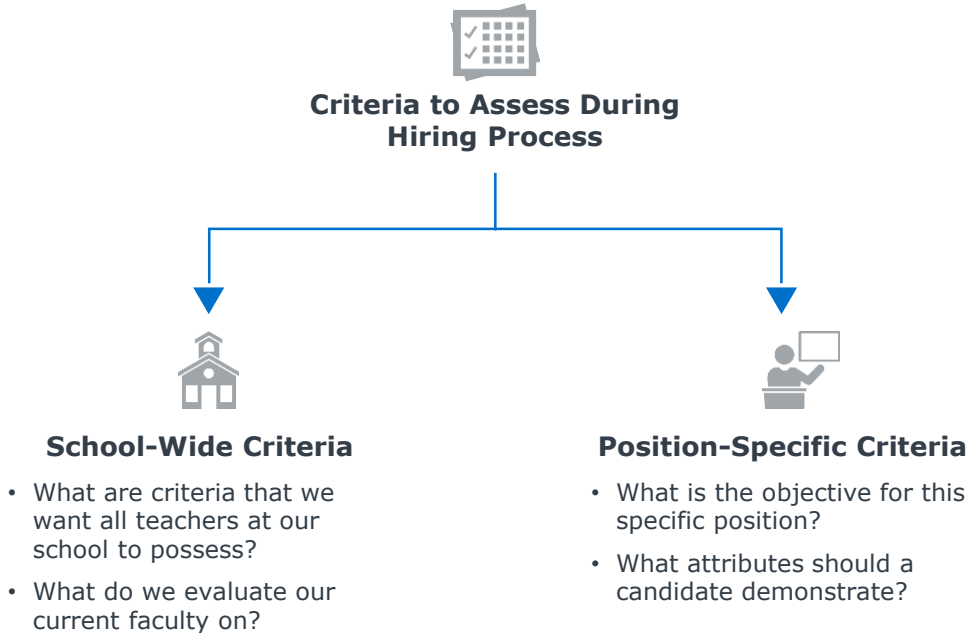 Criteria to Assess During
Hiring Process
School-Wide Criteria
• What are criteria that we
want all teachers at our
school to possess?
• What do we evaluate our
current faculty on?
Position-Specific Criteria
• What is the objective for this
specific position?
• What attributes should a
candidate demonstrate?